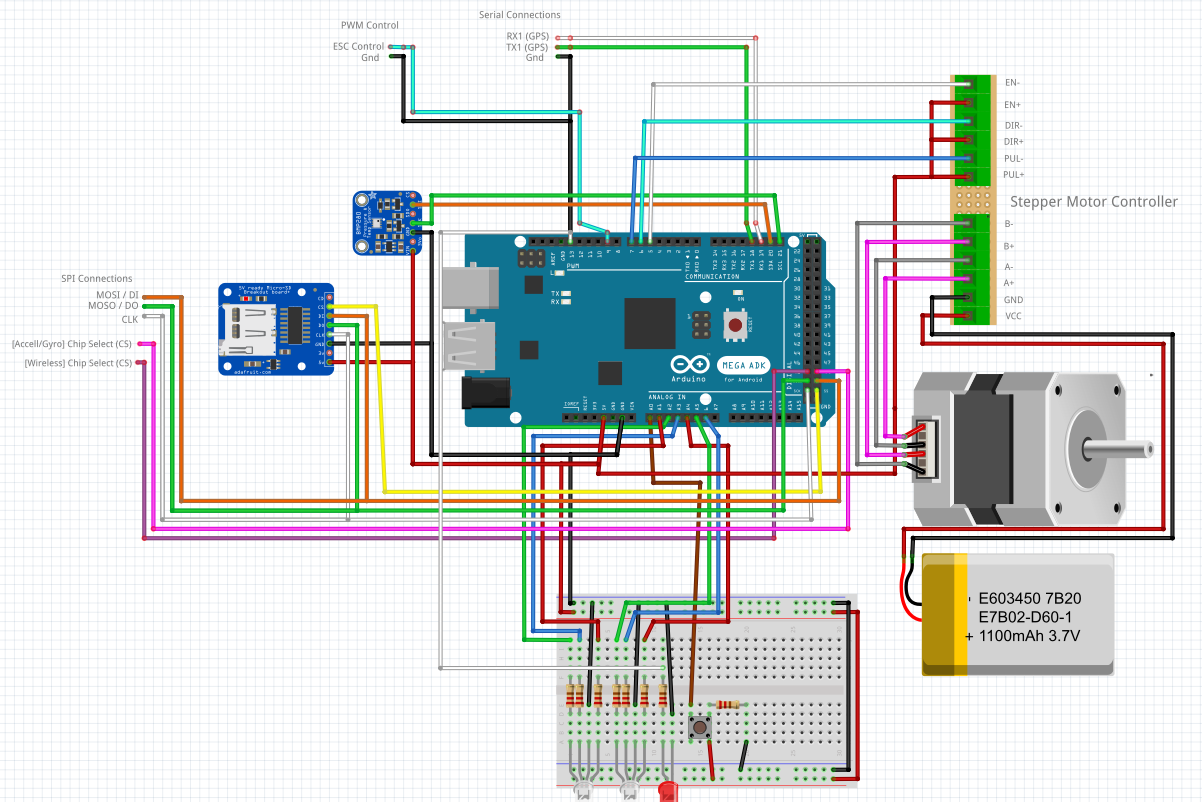 Serial Connections
PWM Control
RX1 (GPS)
TX1 (GPS)
Gnd
ESC Control
Gnd
EN-
EN+
DIR-
DIR+
PUL-
PUL+
Stepper Motor Controller
B-
B+
A-
A+
GND
VCC
SPI Connections
MOSI / DI
MOSO / DO
CLK
[Accell/Gyro] Chip Select (CS)
[Wireless] Chip Select (CS)
BMP280
5V ready Micro-SD
Breakout board+
adafruit.com
PWM
COMMUNICATION
TX
RX
ON
RESET
Arduino
MEGA ADK
for Android
ANALOG IN
DIGITAL
GND
E603450 7B20
E7B02-D60-1
+ 1100mAh 3.7V